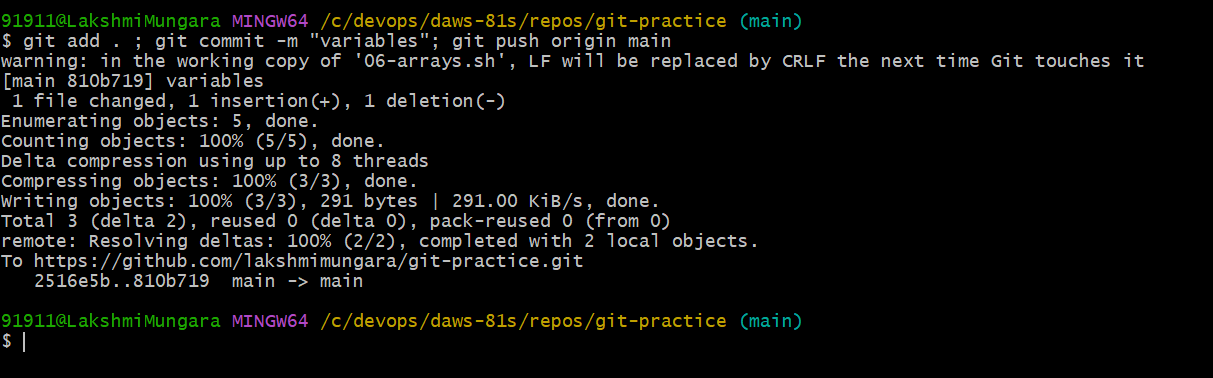 91911@LakshmiMungara MINGW64 /c/devops/daws-81s/repos/git-practice (main)
$ git add . ; git commit -m "variables"; git push origin main
warning: in the working copy of '06-arrays.sh', LF will be replaced by CRLF the next time Git touches it
[main 810b719] variables
 1 file changed, 1 insertion(+), 1 deletion(-)
Enumerating objects: 5, done.
Counting objects: 100% (5/5), done.
Delta compression using up to 8 threads
Compressing objects: 100% (3/3), done.
Writing objects: 100% (3/3), 291 bytes | 291.00 KiB/s, done.
Total 3 (delta 2), reused 0 (delta 0), pack-reused 0 (from 0)
remote: Resolving deltas: 100% (2/2), completed with 2 local objects.
To https://github.com/lakshmimungara/git-practice.git
   2516e5b..810b719  main -> main
91911@LakshmiMungara MINGW64 /c/devops/daws-81s/repos/git-practice (main)
$